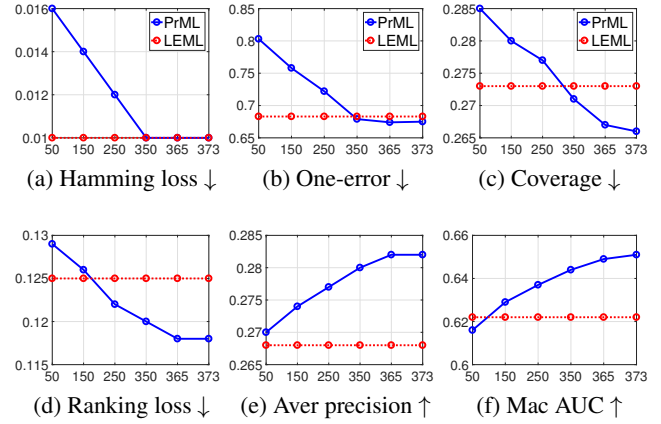 0.016
0.014
0.012
0.01
50 150 250 350 365 373
PrML
LEML
(a) Hamming loss ↓
0.85
0.8
0.75
0.7
0.65
50 150 250 350 365 373
PrML
LEML
(b) One-error ↓
0.285
0.28
0.273
0.265
50 150 250 350 365 373
PrML
LEML
(c) Coverage ↓
0.13
0.125
0.12
0.115
50 150 250 350 365 373
(d) Ranking loss ↓
0.285
0.28
0.275
0.27
0.265
50 150 250 350 365 373
(e) Aver precision ↑
0.66
0.64
0.62
0.6
50 150 250 350 365 373
(f) Mac AUC ↑